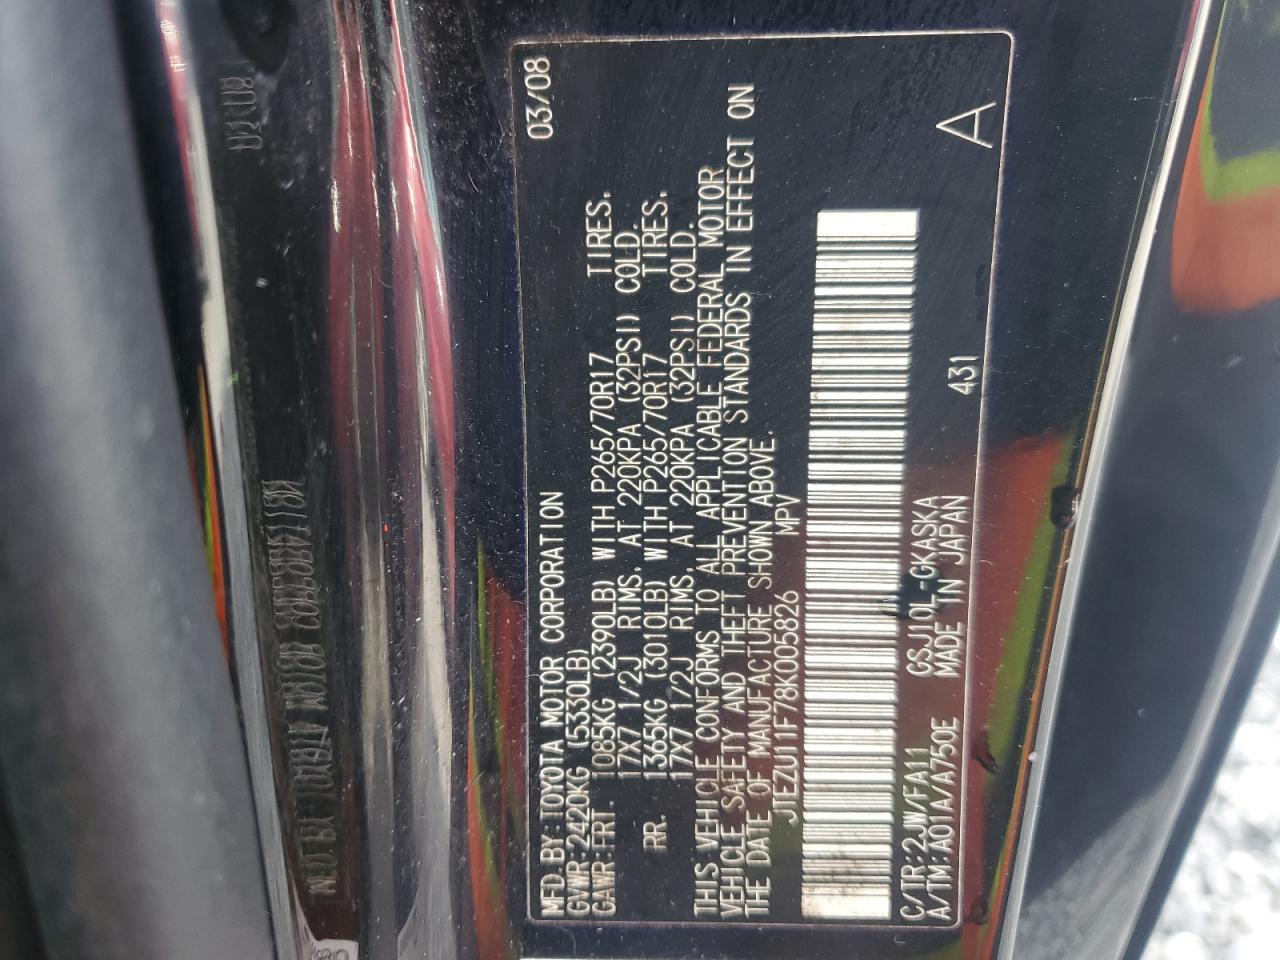 MFD.BY:TOYOTA MOTOR CORPORATION 03/08
GVWR:2420KG (5330LB)
GAWR:FRT. 1085KG (2390LB) WITH P265/70R17 TIRES.
17X7 1/2J RIMS. AT 220KPA (32PSI) COLD.
RR. 1365KG (3010LB) WITH P265/70R17 TIRES.
17X7 1/2J RIMS. AT 220KPA (32PSI) COLD.
THIS VEHICLE CONFORMS TO ALL APPLICABLE FEDERAL MOTOR
VEHICLE SAFETY AND THEFT PREVENTION STANDARDS IN EFFECT ON
THE DATE OF MANUFACTURE SHOWN ABOVE.
JTEZU11F78K005826 MPV
C/TR:2JW/FA11 GSJ10L-GKASKA 431
A/TM:A01A/A750E MADE IN JAPAN A